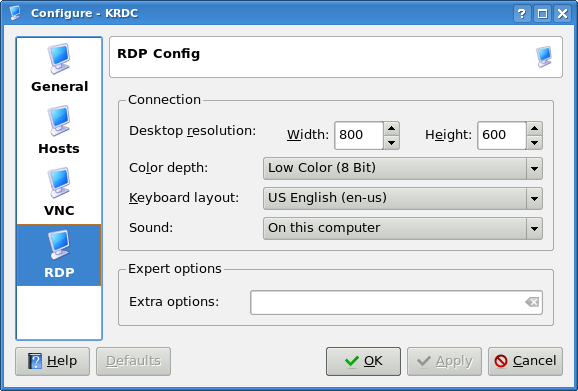 Configure - KRDC
General
Hosts
VNC
RDP
RDP Config
Connection
Desktop resolution: Width: 800 Height: 600
Color depth: Low Color (8 Bit)
Keyboard layout: US English (en-us)
Sound: On this computer
Expert options
Extra options:
Help Defaults OK Apply Cancel